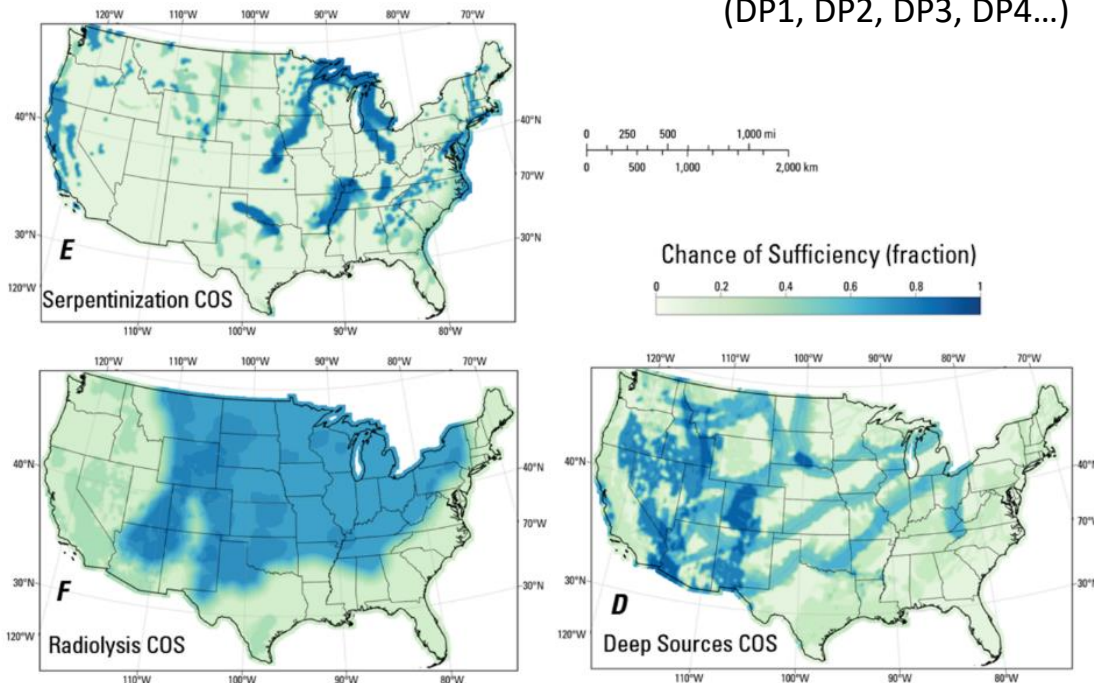 (DP1, DP2, DP3, DP4...)
120°W 110°W 100°W 90°W 80°W 70°W
40°N
40°N
70°W
30°N
30°N
120°W
E
Serpentinization COS
110°W 100°W 90°W 80°W
0 250 500 1,000 mi
0 500 1,000 2,000 km
Chance of Sufficiency (fraction)
0 0.2 0.4 0.6 0.8 1
120°W 110°W 100°W 90°W 80°W 70°W
40°N
40°N
70°W
30°N
30°N
120°W
F
Radiolysis COS
110°W 100°W 90°W 80°W
120°W 110°W 100°W 90°W 80°W 70°W
40°N
40°N
70°W
30°N
30°N
120°W
D
Deep Sources COS
110°W 100°W 90°W 80°W